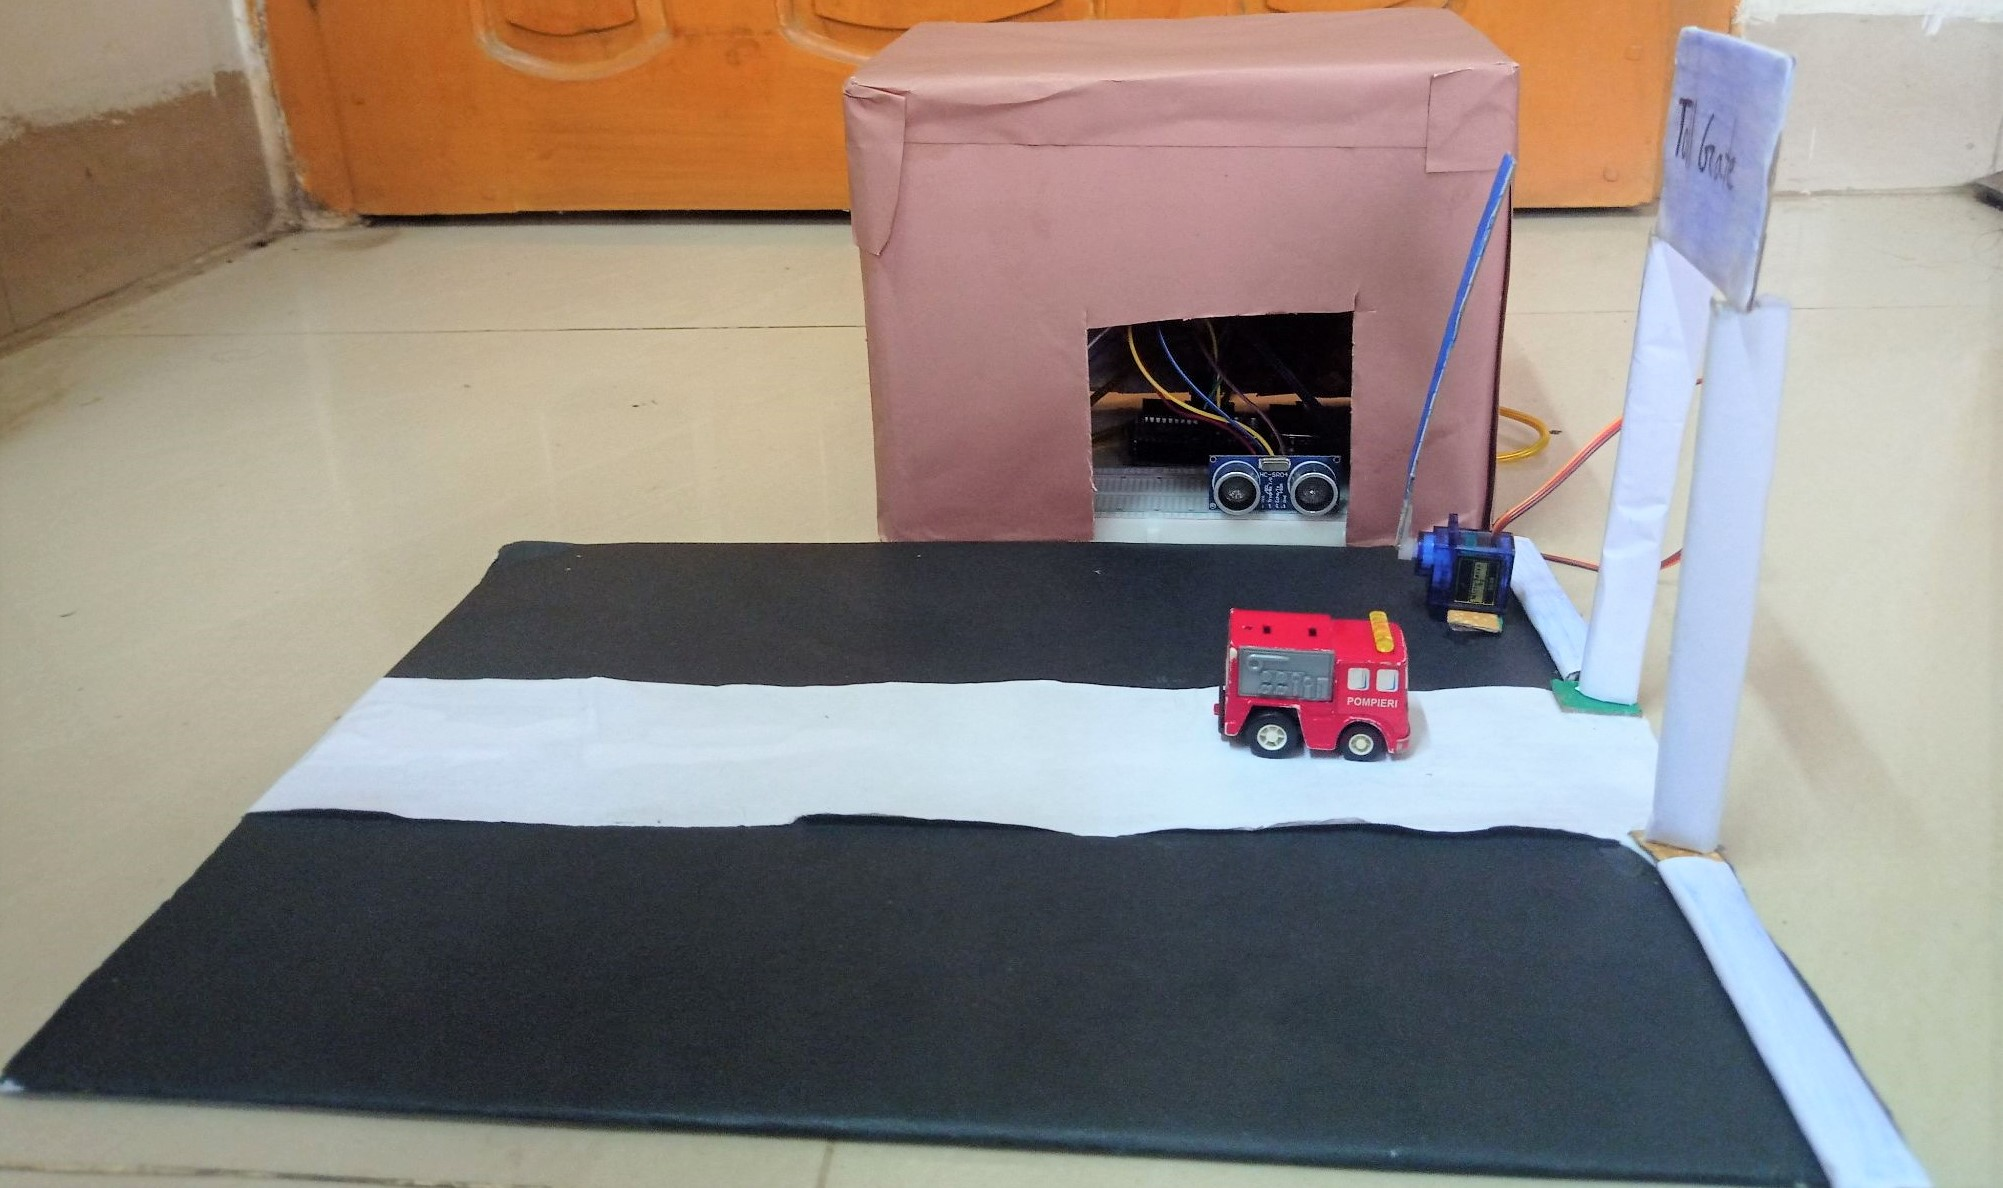 Toll Gate
HC-SR04
POMPIERI